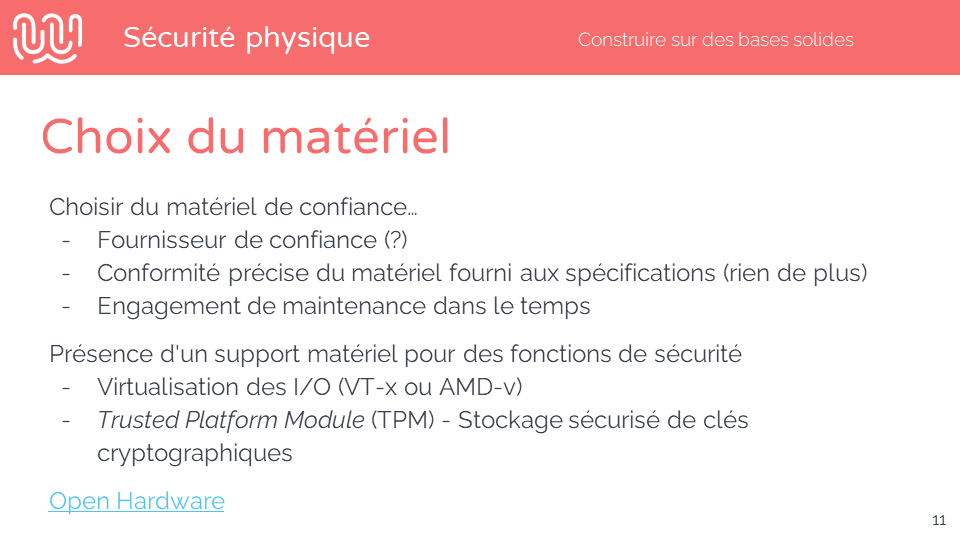 Sécurité physique
Construire sur des bases solides
Choix du matériel
Choisir du matériel de confiance…
- Fournisseur de confiance (?)
- Conformité précise du matériel fourni aux spécifications (rien de plus)
- Engagement de maintenance dans le temps
Présence d'un support matériel pour des fonctions de sécurité
- Virtualisation des I/O (VT-x ou AMD-v)
- Trusted Platform Module (TPM) - Stockage sécurisé de clés
cryptographiques
Open Hardware
11